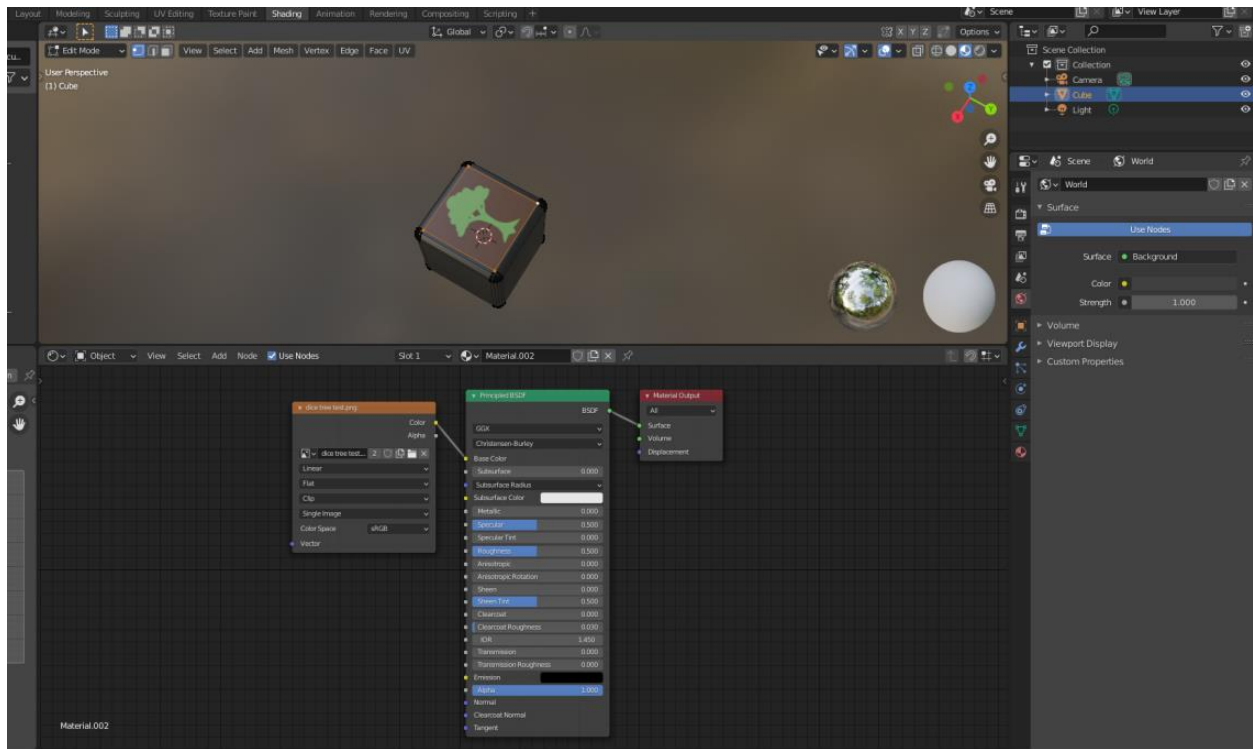 Layout Modeling Sculpting UV Editing Texture Paint Shading Animation Rendering Compositing Scripting +
Scene
View Layer
Global
X Y Z
Options
Edit Mode
View Select Add Mesh Vertex Edge Face UV
User Perspective
(1) Cube
Scene Collection
Collection
Camera
Cube
Light
Scene
World
World
Surface
Use Nodes
Surface
Background
Color
Strength
1.000
Volume
Viewport Display
Custom Properties
Object
View Select Add Node Use Nodes
Slot 1
Material.002
dice tree test.png
Color
Alpha
dice tree test... 2
Linear
Flat
Clip
Single Image
Color Space sRGB
Vector
Principled BSDF
BSDF
GGX
Christensen-Burley
Base Color
Subsurface 0.000
Subsurface Radius
Subsurface Color
Metallic 0.000
Specular 0.500
Specular Tint 0.000
Roughness 0.500
Anisotropic 0.000
Anisotropic Rotation 0.000
Sheen 0.000
Sheen Tint 0.500
Clearcoat 0.000
Clearcoat Roughness 0.030
IOR 1.450
Transmission 0.000
Transmission Roughness 0.000
Emission
Alpha 1.000
Normal
Clearcoat Normal
Tangent
Material Output
All
Surface
Volume
Displacement
Material.002